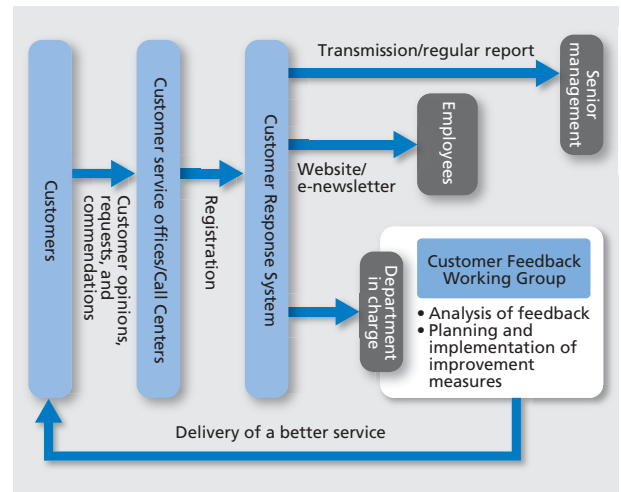 Customers
Customer opinions,
requests, and
commendations
Customer service offices/Call Centers
Registration
Customer Response System
Transmission/regular report
Senior
management
Website/
e-newsletter
Employees
Department
in charge
Customer Feedback
Working Group
• Analysis of feedback
• Planning and
implementation of
improvement
measures
Delivery of a better service